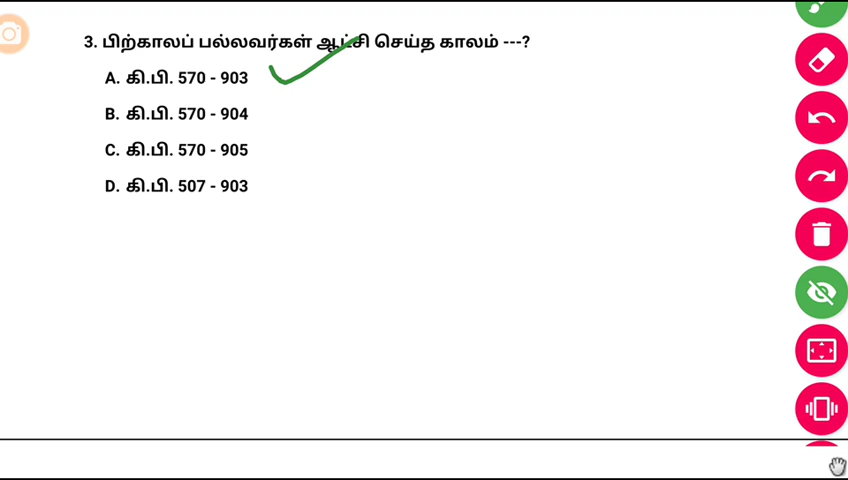 3. பிற்காலப் பல்லவர்கள் ஆட்சி செய்த காலம் ---?
A. கி.பி. 570 - 903
B. கி.பி. 570 - 904
C. கி.பி. 570 - 905
D. கி.பி. 507 - 903